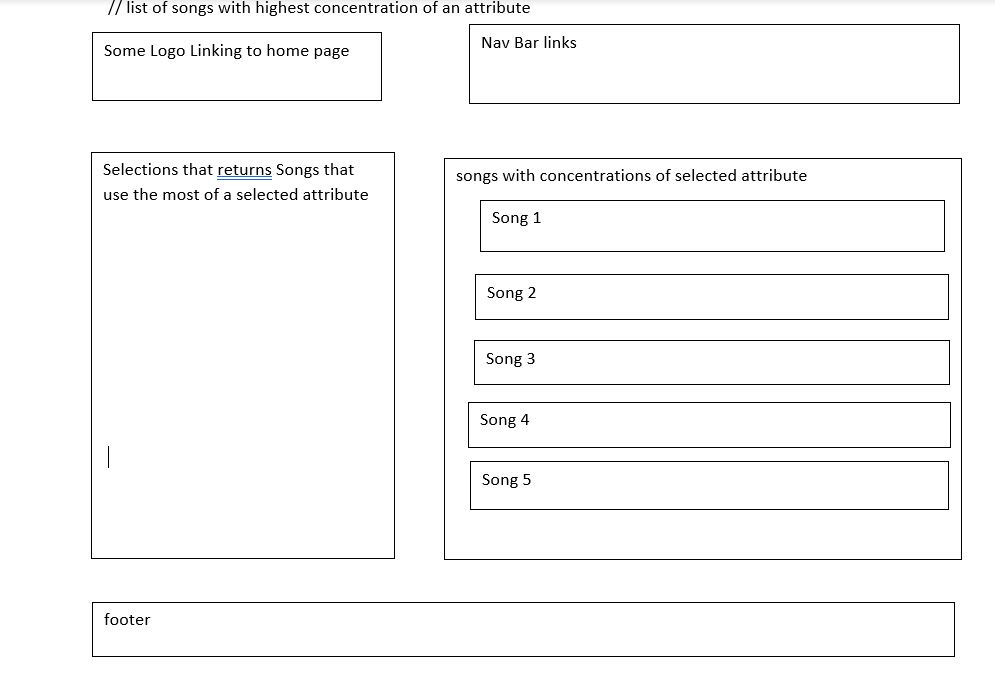 // list of songs with highest concentration of an attribute
Some Logo Linking to home page
Nav Bar links
Selections that returns Songs that
use the most of a selected attribute
songs with concentrations of selected attribute
Song 1
Song 2
Song 3
Song 4
Song 5
footer